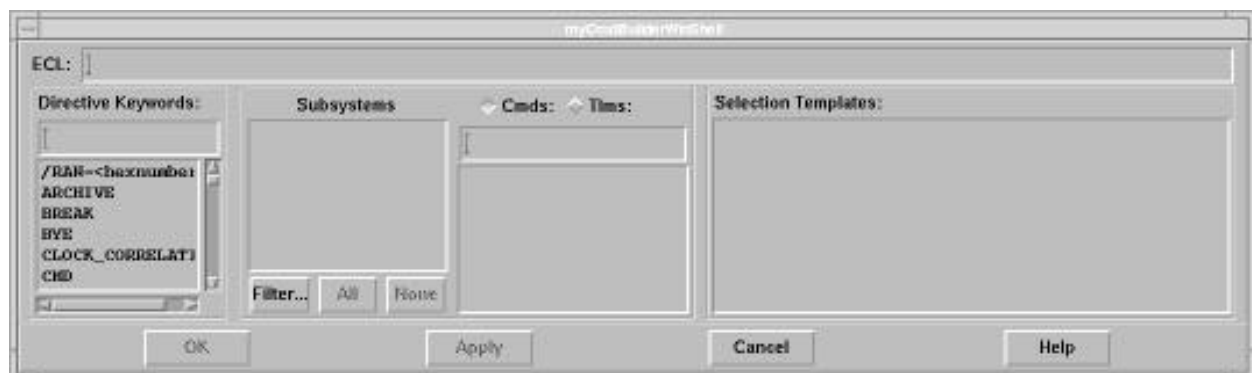 ECL:
Directive Keywords:
Subsystems
Cmds:
Tlms:
Selection Templates:
/RAW=<hexnumber
ARCHIVE
BREAK
BYE
CLOCK_CORRELATI
CMD
Filter...
All
None
OK
Apply
Cancel
Help